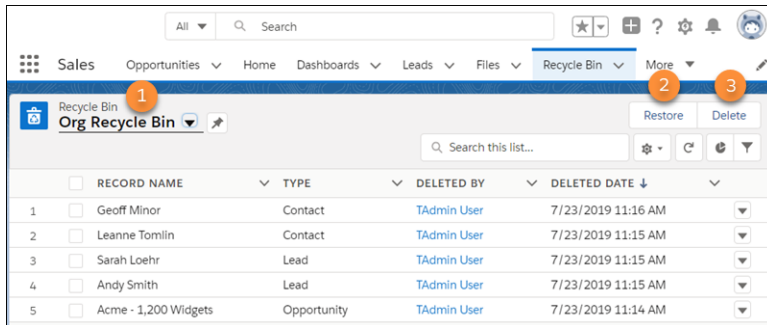 All Search
Sales Opportunities Home Dashboards Leads Files Recycle Bin More
1 2 3
Recycle Bin
Org Recycle Bin Restore Delete
Search this list...
RECORD NAME TYPE DELETED BY DELETED DATE
1 Geoff Minor Contact TAdmin User 7/23/2019 11:16 AM
2 Leanne Tomlin Contact TAdmin User 7/23/2019 11:15 AM
3 Sarah Loehr Lead TAdmin User 7/23/2019 11:15 AM
4 Andy Smith Lead TAdmin User 7/23/2019 11:15 AM
5 Acme - 1,200 Widgets Opportunity TAdmin User 7/23/2019 11:14 AM